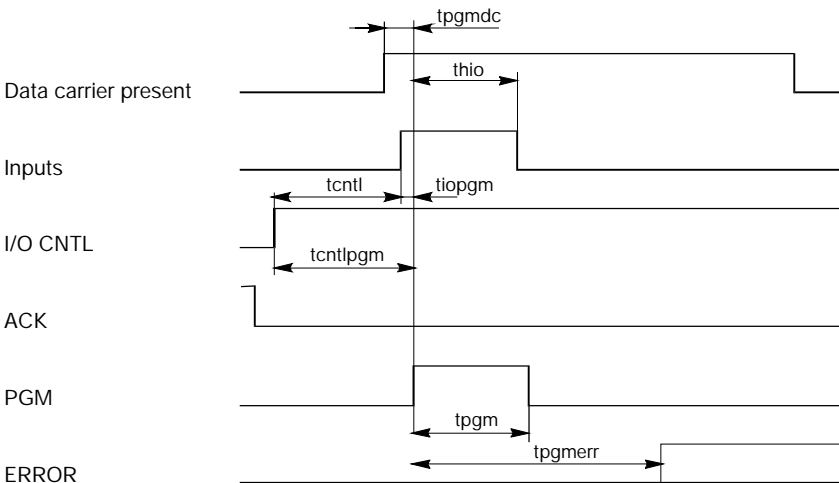 tpgmdc
Data carrier present
thio
Inputs
tcntl
tiopgm
I/O CNTL
tcntlpgm
ACK
PGM
tpgm
tpgmerr
ERROR